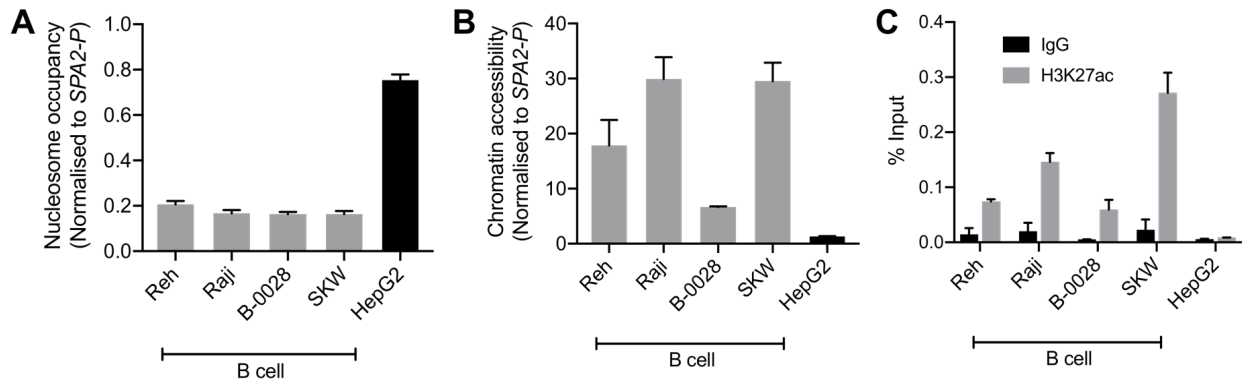 A
Nucleosome occupancy
(Normalised to SPA2-P)
1.0
0.8
0.6
0.4
0.2
0.0
Reh
Raji
B-0028
SKW
HepG2
B cell
B
Chromatin accessibility
(Normalised to SPA2-P)
40
30
20
10
0
Reh
Raji
B-0028
SKW
HepG2
B cell
C
% Input
0.4
0.3
0.2
0.1
0.0
IgG
H3K27ac
Reh
Raji
B-0028
SKW
HepG2
B cell